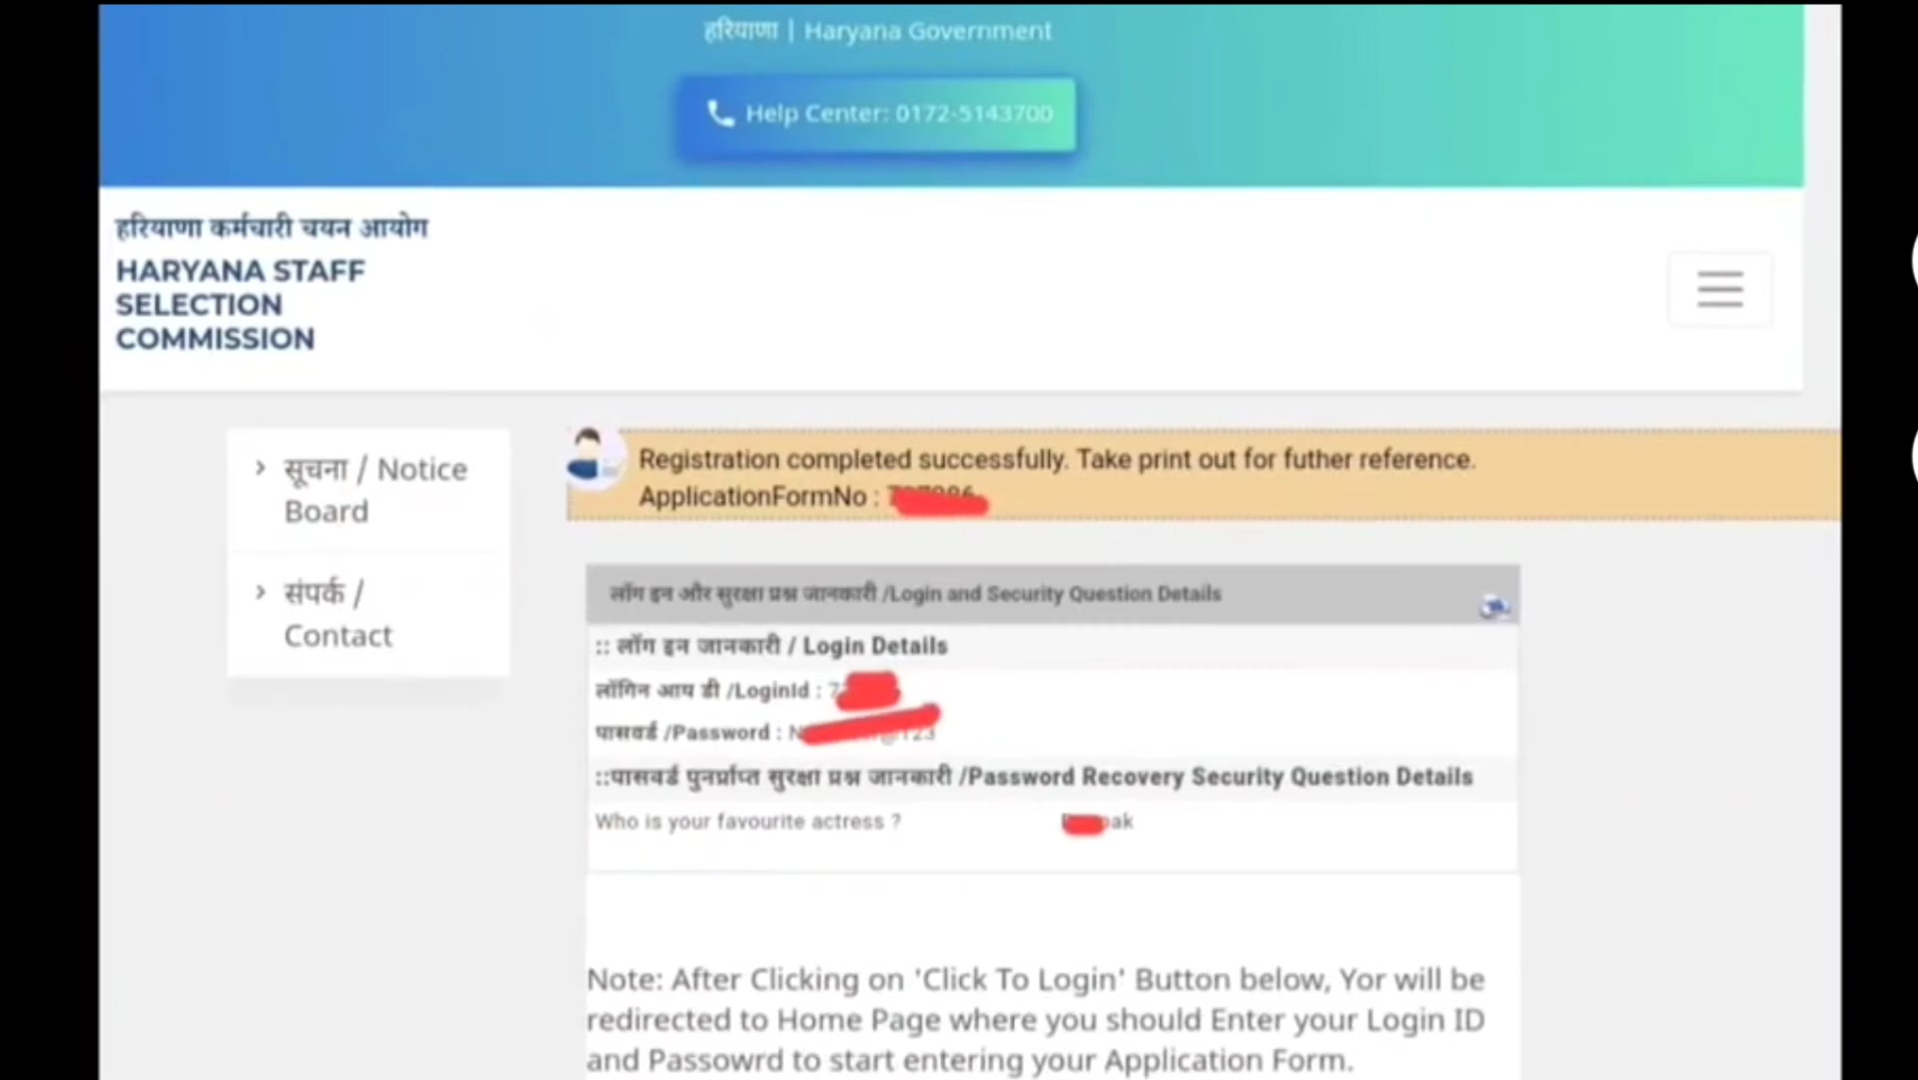 हरियाणा | Haryana Government
Help Center: 0172-5143700
हरियाणा कर्मचारी चयन आयोग
HARYANA STAFF
SELECTION
COMMISSION
सूचना / Notice
Board
संपर्क /
Contact
Registration completed successfully. Take print out for futher reference.
ApplicationFormNo :
लॉग इन और सुरक्षा प्रश्न जानकारी /Login and Security Question Details
:: लॉग इन जानकारी / Login Details
लॉगिन आय डी /LoginId :
पासवर्ड /Password :
::पासवर्ड पुनर्प्राप्त सुरक्षा प्रश्न जानकारी /Password Recovery Security Question Details
Who is your favourite actress ?
Note: After Clicking on 'Click To Login' Button below, Yor will be
redirected to Home Page where you should Enter your Login ID
and Passowrd to start entering your Application Form.